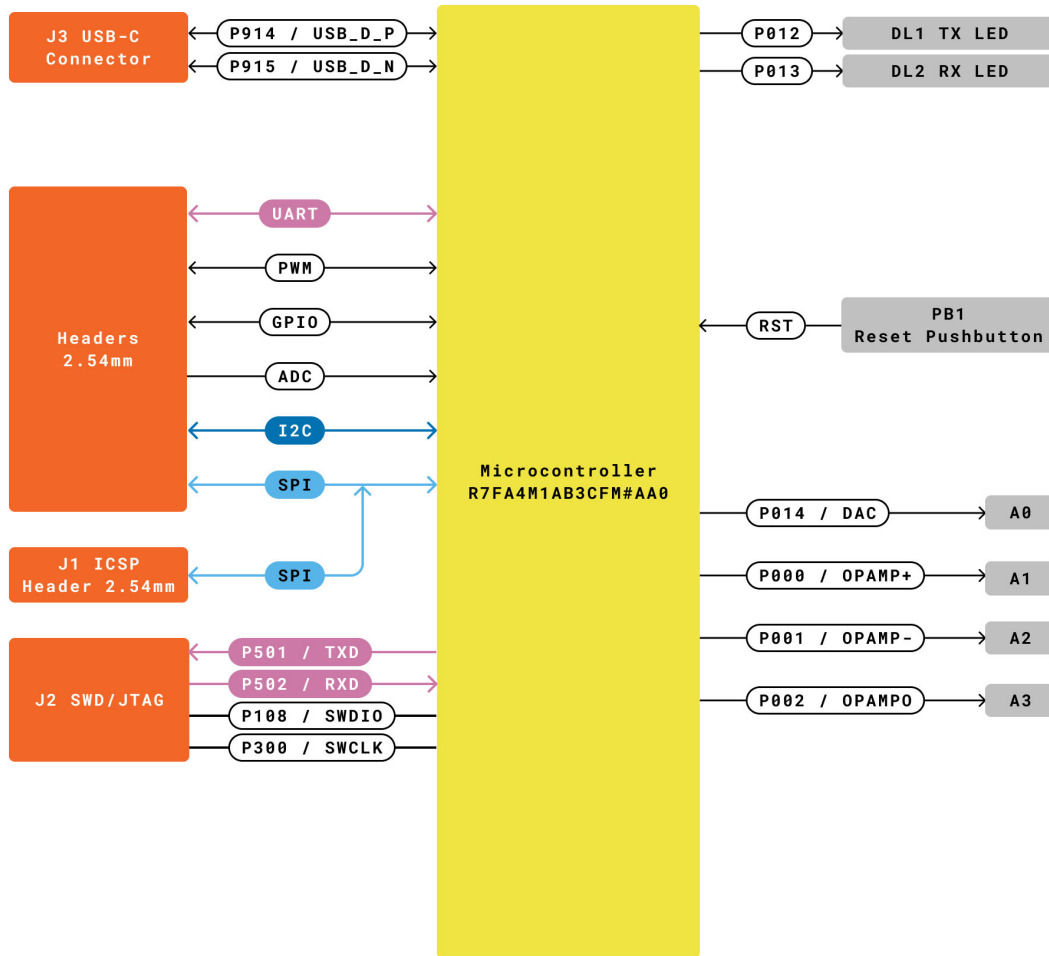 J3 USB-C
Connector
P914 / USB_D_P
P915 / USB_D_N
P012
DL1 TX LED
P013
DL2 RX LED
Headers
2.54mm
UART
PWM
GPIO
ADC
I2C
SPI
RST
PB1
Reset Pushbutton
Microcontroller
R7FA4M1AB3CFM#AA0
J1 ICSP
Header 2.54mm
SPI
P014 / DAC
A0
P000 / OPAMP+
A1
P001 / OPAMP-
A2
P002 / OPAMPO
A3
J2 SWD/JTAG
P501 / TXD
P502 / RXD
P108 / SWDIO
P300 / SWCLK